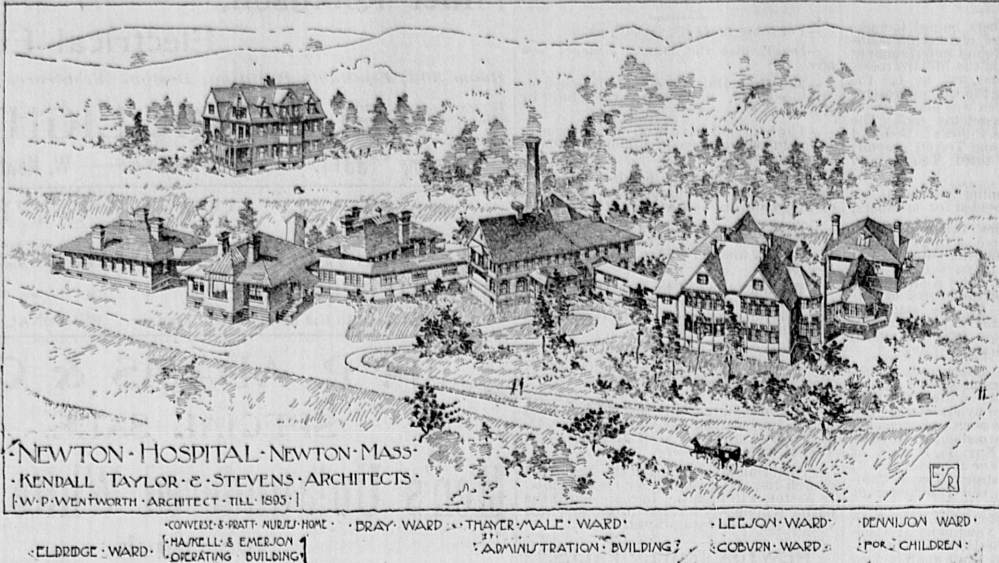 ·NEWTON·HOSPITAL·NEWTON·MASS·
·KENDALL TAYLOR·&·STEVENS·ARCHITECTS·
[·W·P·WENTWORTH·ARCHITECT·TILL·1895·]
·CONVERSE·&·PRATT·NURSES·HOME·
·BRAY·WARD·
·THAYER·MALE·WARD·
·LEESON·WARD·
·DENNISON WARD·
·ELDREDGE·WARD·
·HASKELL·&·EMERSON
OPERATING BUILDING
·ADMINISTRATION·BUILDING·
·COBURN·WARD·
·FOR·CHILDREN·